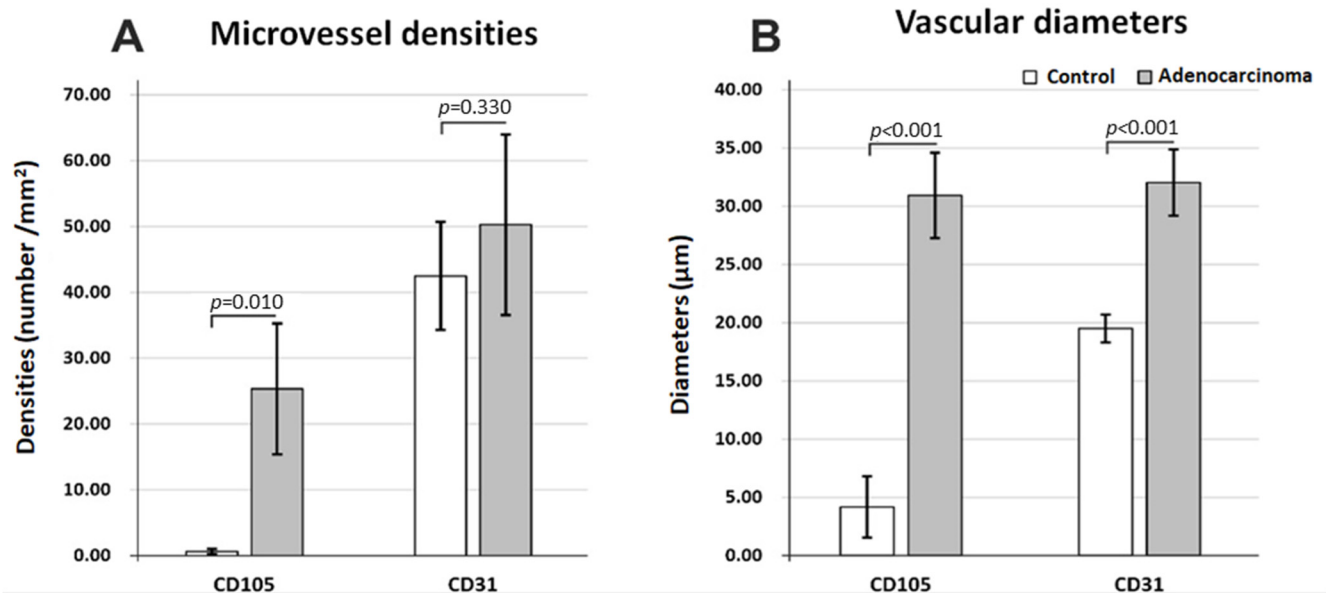 A Microvessel densities
Densities (number /mm²)
70.00
60.00
50.00
40.00
30.00
20.00
10.00
0.00
p=0.010
p=0.330
CD105 CD31
B Vascular diameters
Control Adenocarcinoma
Diameters (µm)
40.00
35.00
30.00
25.00
20.00
15.00
10.00
5.00
0.00
p<0.001
p<0.001
CD105 CD31